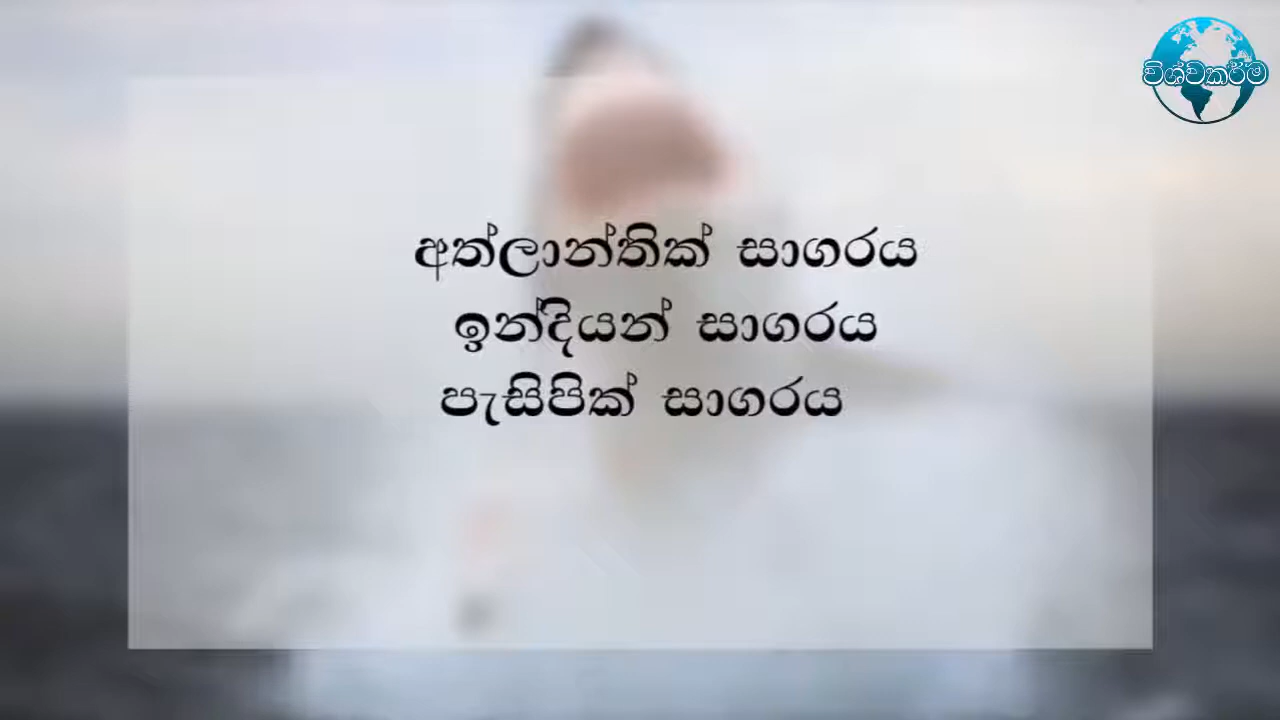 විශ්වකර්ම
අත්ලාන්තික් සාගරය
ඉන්දියන් සාගරය
පැසිපික් සාගරය